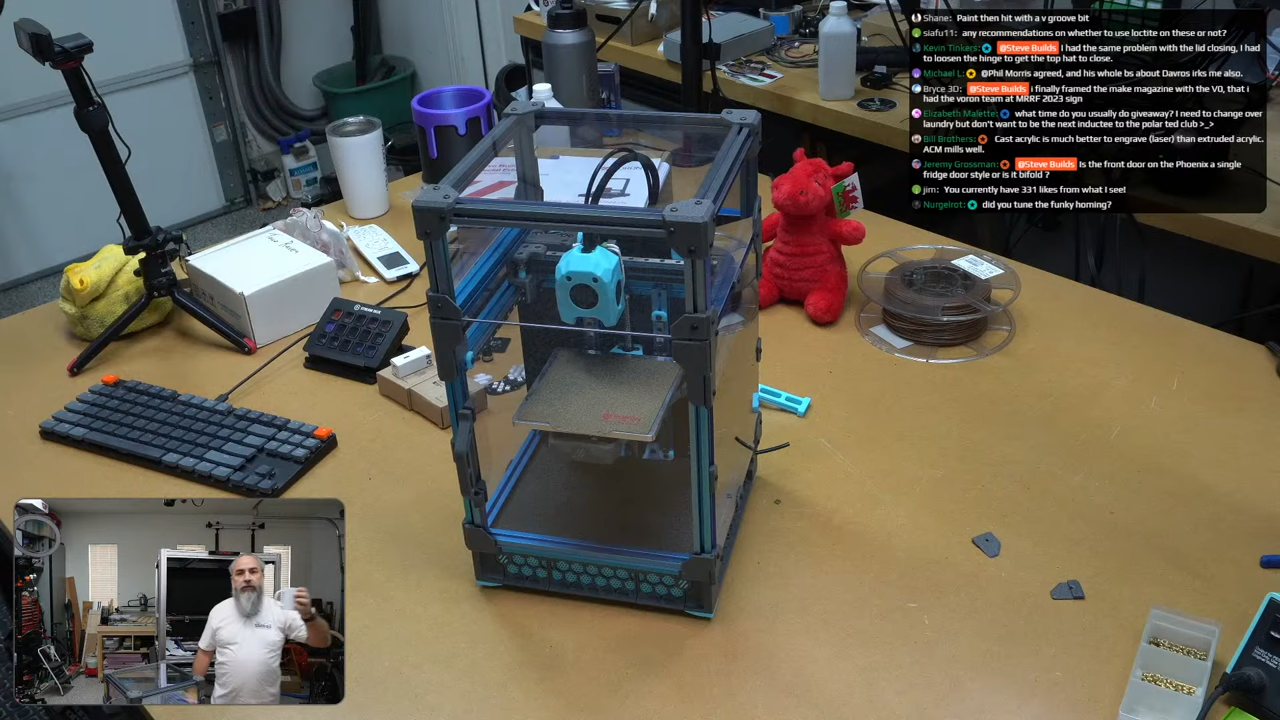 Shane: Paint then hit with a v groove bit
siafu11: any recommendations on whether to use loctite on these or not?
Kevin Tinkers: @Steve Builds I had the same problem with the lid closing, I had
to loosen the hinge to get the top hat to close.
Michael L: @Phil Morris agreed, and his whole bs about Davros irks me also.
Bryce 3D: @Steve Builds i finally framed the make magazine with the V0, that i
had the voron team at MRRF 2023 sign
Elizabeth Malette: what time do you usually do giveaway? I need to change over
laundry but don't want to be the next inductee to the polar ted club >_>
Bill Brothers: Cast acrylic is much better to engrave (laser) than extruded acrylic.
ACM mills well.
Jeremy Grossman: @Steve Builds Is the front door on the Phoenix a single
fridge door style or is it bifold ?
jim: You currently have 331 likes from what I see!
Nurgelrot: did you tune the funky homing?